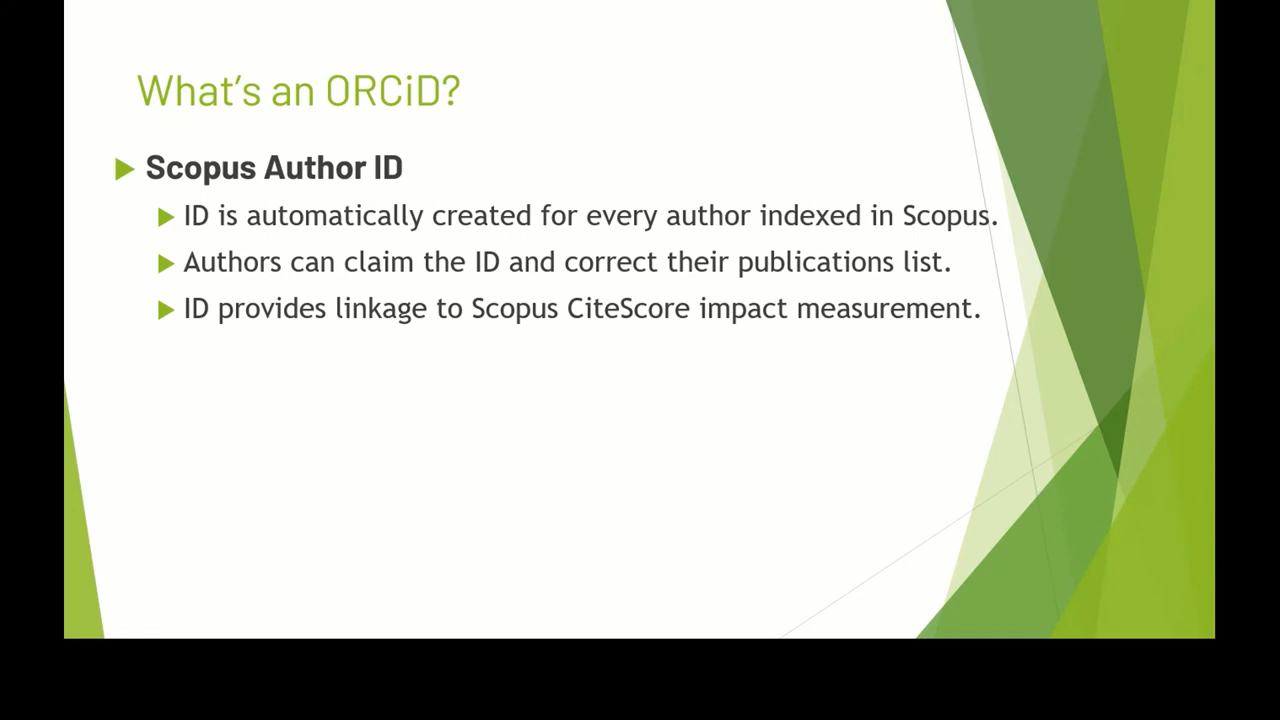 What's an ORCiD?
Scopus Author ID
ID is automatically created for every author indexed in Scopus.
Authors can claim the ID and correct their publications list.
ID provides linkage to Scopus CiteScore impact measurement.